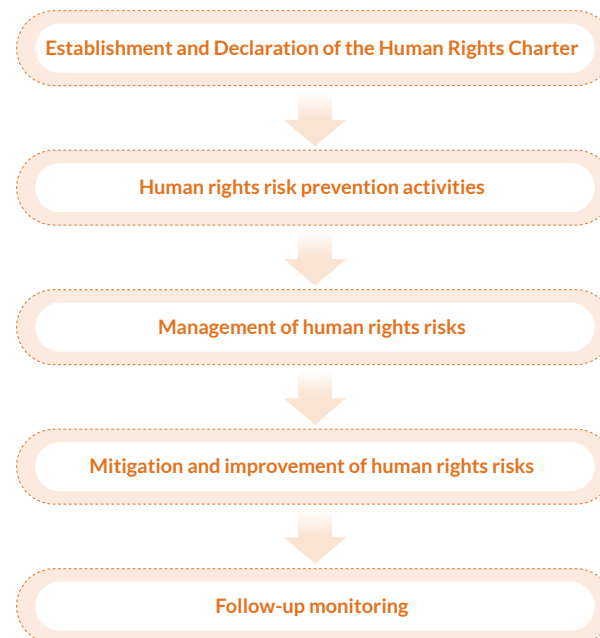 Establishment and Declaration of the Human Rights Charter
Human rights risk prevention activities
Management of human rights risks
Mitigation and improvement of human rights risks
Follow-up monitoring